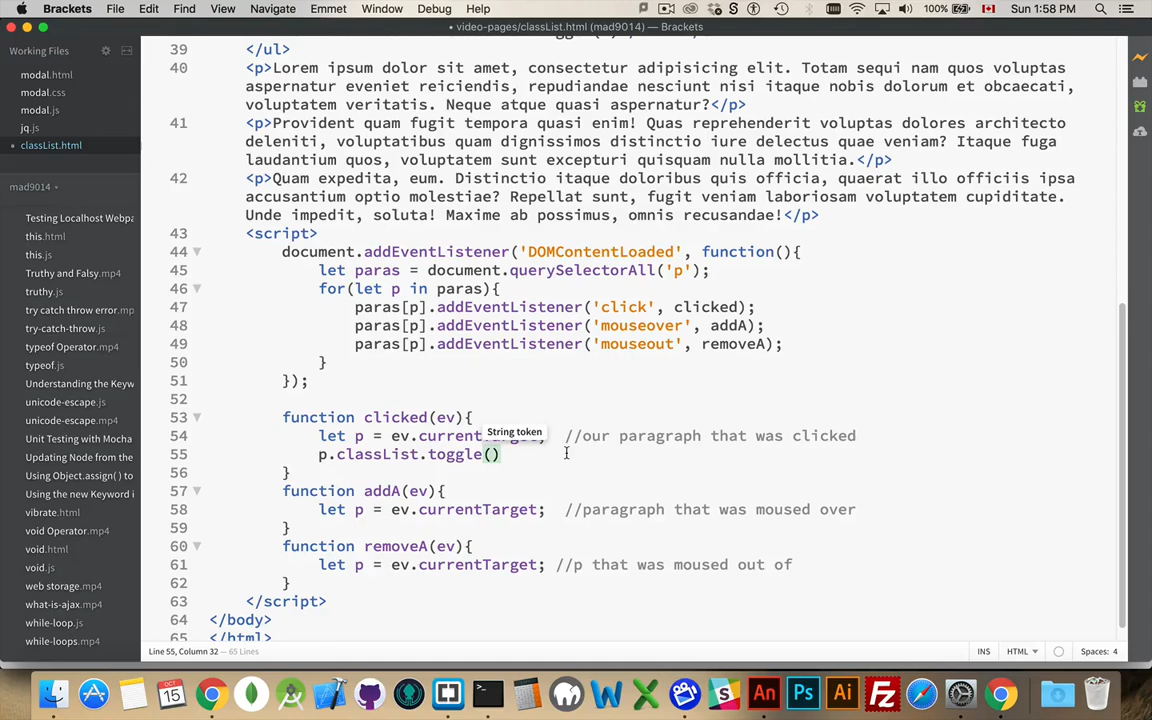 Brackets File Edit Find View Navigate Emmet Window Debug Help 100% Sun 1:58 PM
• video-pages/classList.html (mad9014) — Brackets
Working Files
modal.html
modal.css
modal.js
jq.js
• classList.html
mad9014
Testing Localhost Webpa
this.html
this.js
Truthy and Falsy.mp4
truthy.js
try catch throw error.mp
try-catch-throw.js
typeof Operator.mp4
typeof.js
Understanding the Keyw
unicode-escape.js
unicode-escape.mp4
Unit Testing with Mocha
Updating Node from the
Using Object.assign() to
Using the new Keyword i
vibrate.html
void Operator.mp4
void.html
void.js
web storage.mp4
what-is-ajax.mp4
while-loop.js
while-loops.mp4
39 </ul>
40 <p>Lorem ipsum dolor sit amet, consectetur adipisicing elit. Totam sequi nam quos voluptas
aspernatur eveniet reiciendis, repudiandae nesciunt nisi itaque nobis dolorum et obcaecati,
voluptatem veritatis. Neque atque quasi aspernatur?</p>
41 <p>Provident quam fugit tempora quasi enim! Quas reprehenderit voluptas dolores architecto
deleniti, voluptatibus quam dignissimos distinctio iure delectus quae veniam? Itaque fuga
laudantium quos, voluptatem sunt excepturi quisquam nulla mollitia.</p>
42 <p>Quam expedita, eum. Distinctio itaque doloribus quis officia, quaerat illo officiis ipsa
accusantium optio molestiae? Repellat sunt, fugit veniam laboriosam voluptatem cupiditate.
Unde impedit, soluta! Maxime ab possimus, omnis recusandae!</p>
43 <script>
44 document.addEventListener('DOMContentLoaded', function(){
45 let paras = document.querySelectorAll('p');
46 for(let p in paras){
47 paras[p].addEventListener('click', clicked);
48 paras[p].addEventListener('mouseover', addA);
49 paras[p].addEventListener('mouseout', removeA);
50 }
51 });
52
53 function clicked(ev){
String token
54 let p = ev.currentTarget; //our paragraph that was clicked
55 p.classList.toggle()
56 }
57 function addA(ev){
58 let p = ev.currentTarget; //paragraph that was moused over
59 }
60 function removeA(ev){
61 let p = ev.currentTarget; //p that was moused out of
62 }
63 </script>
64 </body>
65 </html>
Line 55, Column 32 — 65 Lines
INS HTML Spaces: 4
OCT
15
An Ps Ai Fz